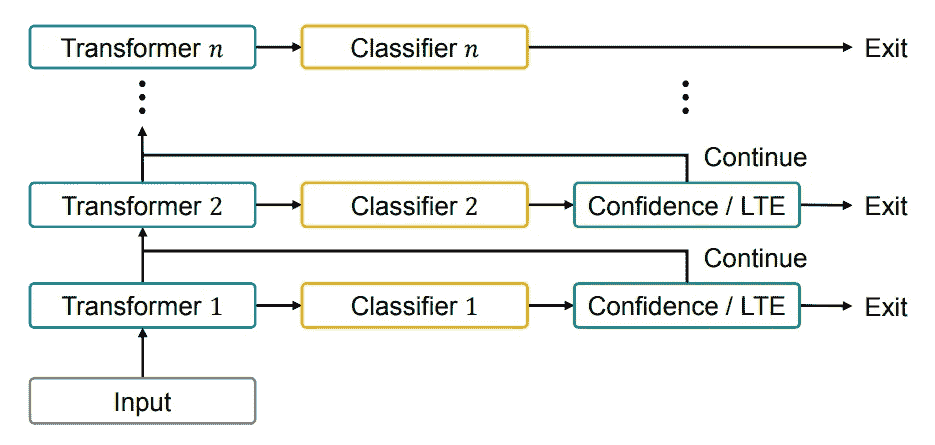 Transformer n Classifier n Exit
Continue
Transformer 2 Classifier 2 Confidence / LTE Exit
Continue
Transformer 1 Classifier 1 Confidence / LTE Exit
Input